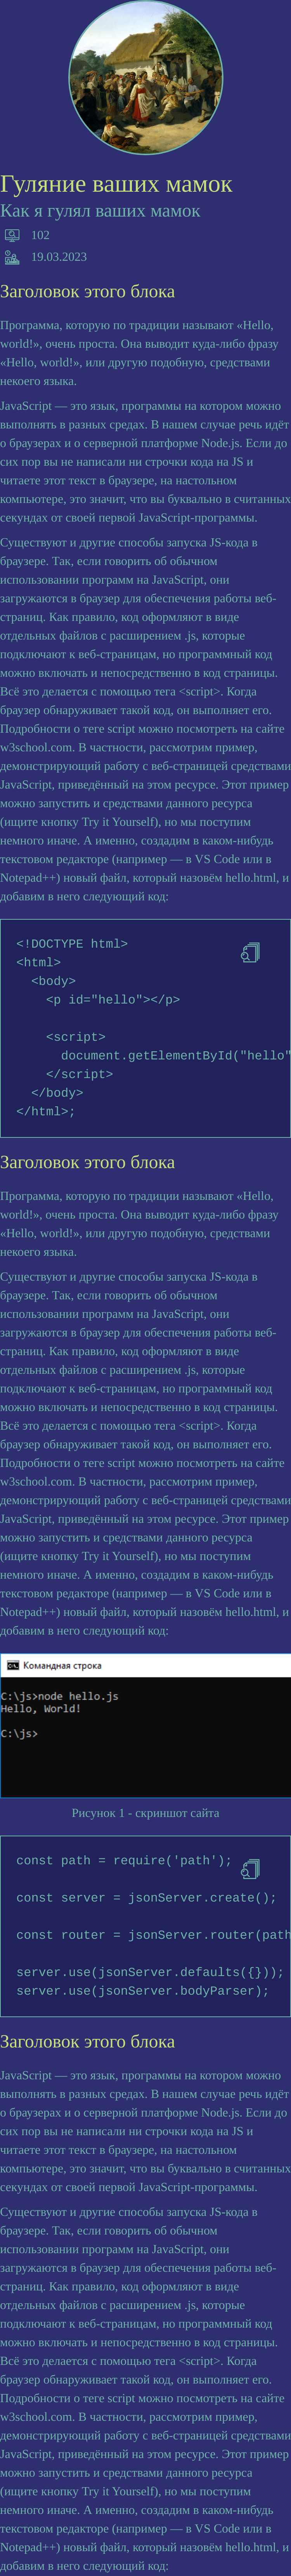 Гуляние ваших мамок
Как я гулял ваших мамок
102
19.03.2023
Заголовок этого блока
Программа, которую по традиции называют «Hello,
world!», очень проста. Она выводит куда-либо фразу
«Hello, world!», или другую подобную, средствами
некоего языка.
JavaScript — это язык, программы на котором можно
выполнять в разных средах. В нашем случае речь идёт
о браузерах и о серверной платформе Node.js. Если до
сих пор вы не написали ни строчки кода на JS и
читаете этот текст в браузере, на настольном
компьютере, это значит, что вы буквально в считанных
секундах от своей первой JavaScript-программы.
Существуют и другие способы запуска JS-кода в
браузере. Так, если говорить об обычном
использовании программ на JavaScript, они
загружаются в браузер для обеспечения работы веб-
страниц. Как правило, код оформляют в виде
отдельных файлов с расширением .js, которые
подключают к веб-страницам, но программный код
можно включать и непосредственно в код страницы.
Всё это делается с помощью тега <script>. Когда
браузер обнаруживает такой код, он выполняет его.
Подробности о теге script можно посмотреть на сайте
w3school.com. В частности, рассмотрим пример,
демонстрирующий работу с веб-страницей средствами
JavaScript, приведённый на этом ресурсе. Этот пример
можно запустить и средствами данного ресурса
(ищите кнопку Try it Yourself), но мы поступим
немного иначе. А именно, создадим в каком-нибудь
текстовом редакторе (например — в VS Code или в
Notepad++) новый файл, который назовём hello.html, и
добавим в него следующий код:
<!DOCTYPE html>
<html>
<body>
<p id="hello"></p>
<script>
document.getElementById("hello"
</script>
</body>
</html>;
Заголовок этого блока
Программа, которую по традиции называют «Hello,
world!», очень проста. Она выводит куда-либо фразу
«Hello, world!», или другую подобную, средствами
некоего языка.
Существуют и другие способы запуска JS-кода в
браузере. Так, если говорить об обычном
использовании программ на JavaScript, они
загружаются в браузер для обеспечения работы веб-
страниц. Как правило, код оформляют в виде
отдельных файлов с расширением .js, которые
подключают к веб-страницам, но программный код
можно включать и непосредственно в код страницы.
Всё это делается с помощью тега <script>. Когда
браузер обнаруживает такой код, он выполняет его.
Подробности о теге script можно посмотреть на сайте
w3school.com. В частности, рассмотрим пример,
демонстрирующий работу с веб-страницей средствами
JavaScript, приведённый на этом ресурсе. Этот пример
можно запустить и средствами данного ресурса
(ищите кнопку Try it Yourself), но мы поступим
немного иначе. А именно, создадим в каком-нибудь
текстовом редакторе (например — в VS Code или в
Notepad++) новый файл, который назовём hello.html, и
добавим в него следующий код:
Командная строка
C:\js>node hello.js
Hello, World!
C:\js>
Рисунок 1 - скриншот сайта
const path = require('path');
const server = jsonServer.create();
const router = jsonServer.router(path
server.use(jsonServer.defaults({}));
server.use(jsonServer.bodyParser);
Заголовок этого блока
JavaScript — это язык, программы на котором можно
выполнять в разных средах. В нашем случае речь идёт
о браузерах и о серверной платформе Node.js. Если до
сих пор вы не написали ни строчки кода на JS и
читаете этот текст в браузере, на настольном
компьютере, это значит, что вы буквально в считанных
секундах от своей первой JavaScript-программы.
Существуют и другие способы запуска JS-кода в
браузере. Так, если говорить об обычном
использовании программ на JavaScript, они
загружаются в браузер для обеспечения работы веб-
страниц. Как правило, код оформляют в виде
отдельных файлов с расширением .js, которые
подключают к веб-страницам, но программный код
можно включать и непосредственно в код страницы.
Всё это делается с помощью тега <script>. Когда
браузер обнаруживает такой код, он выполняет его.
Подробности о теге script можно посмотреть на сайте
w3school.com. В частности, рассмотрим пример,
демонстрирующий работу с веб-страницей средствами
JavaScript, приведённый на этом ресурсе. Этот пример
можно запустить и средствами данного ресурса
(ищите кнопку Try it Yourself), но мы поступим
немного иначе. А именно, создадим в каком-нибудь
текстовом редакторе (например — в VS Code или в
Notepad++) новый файл, который назовём hello.html, и
добавим в него следующий код: